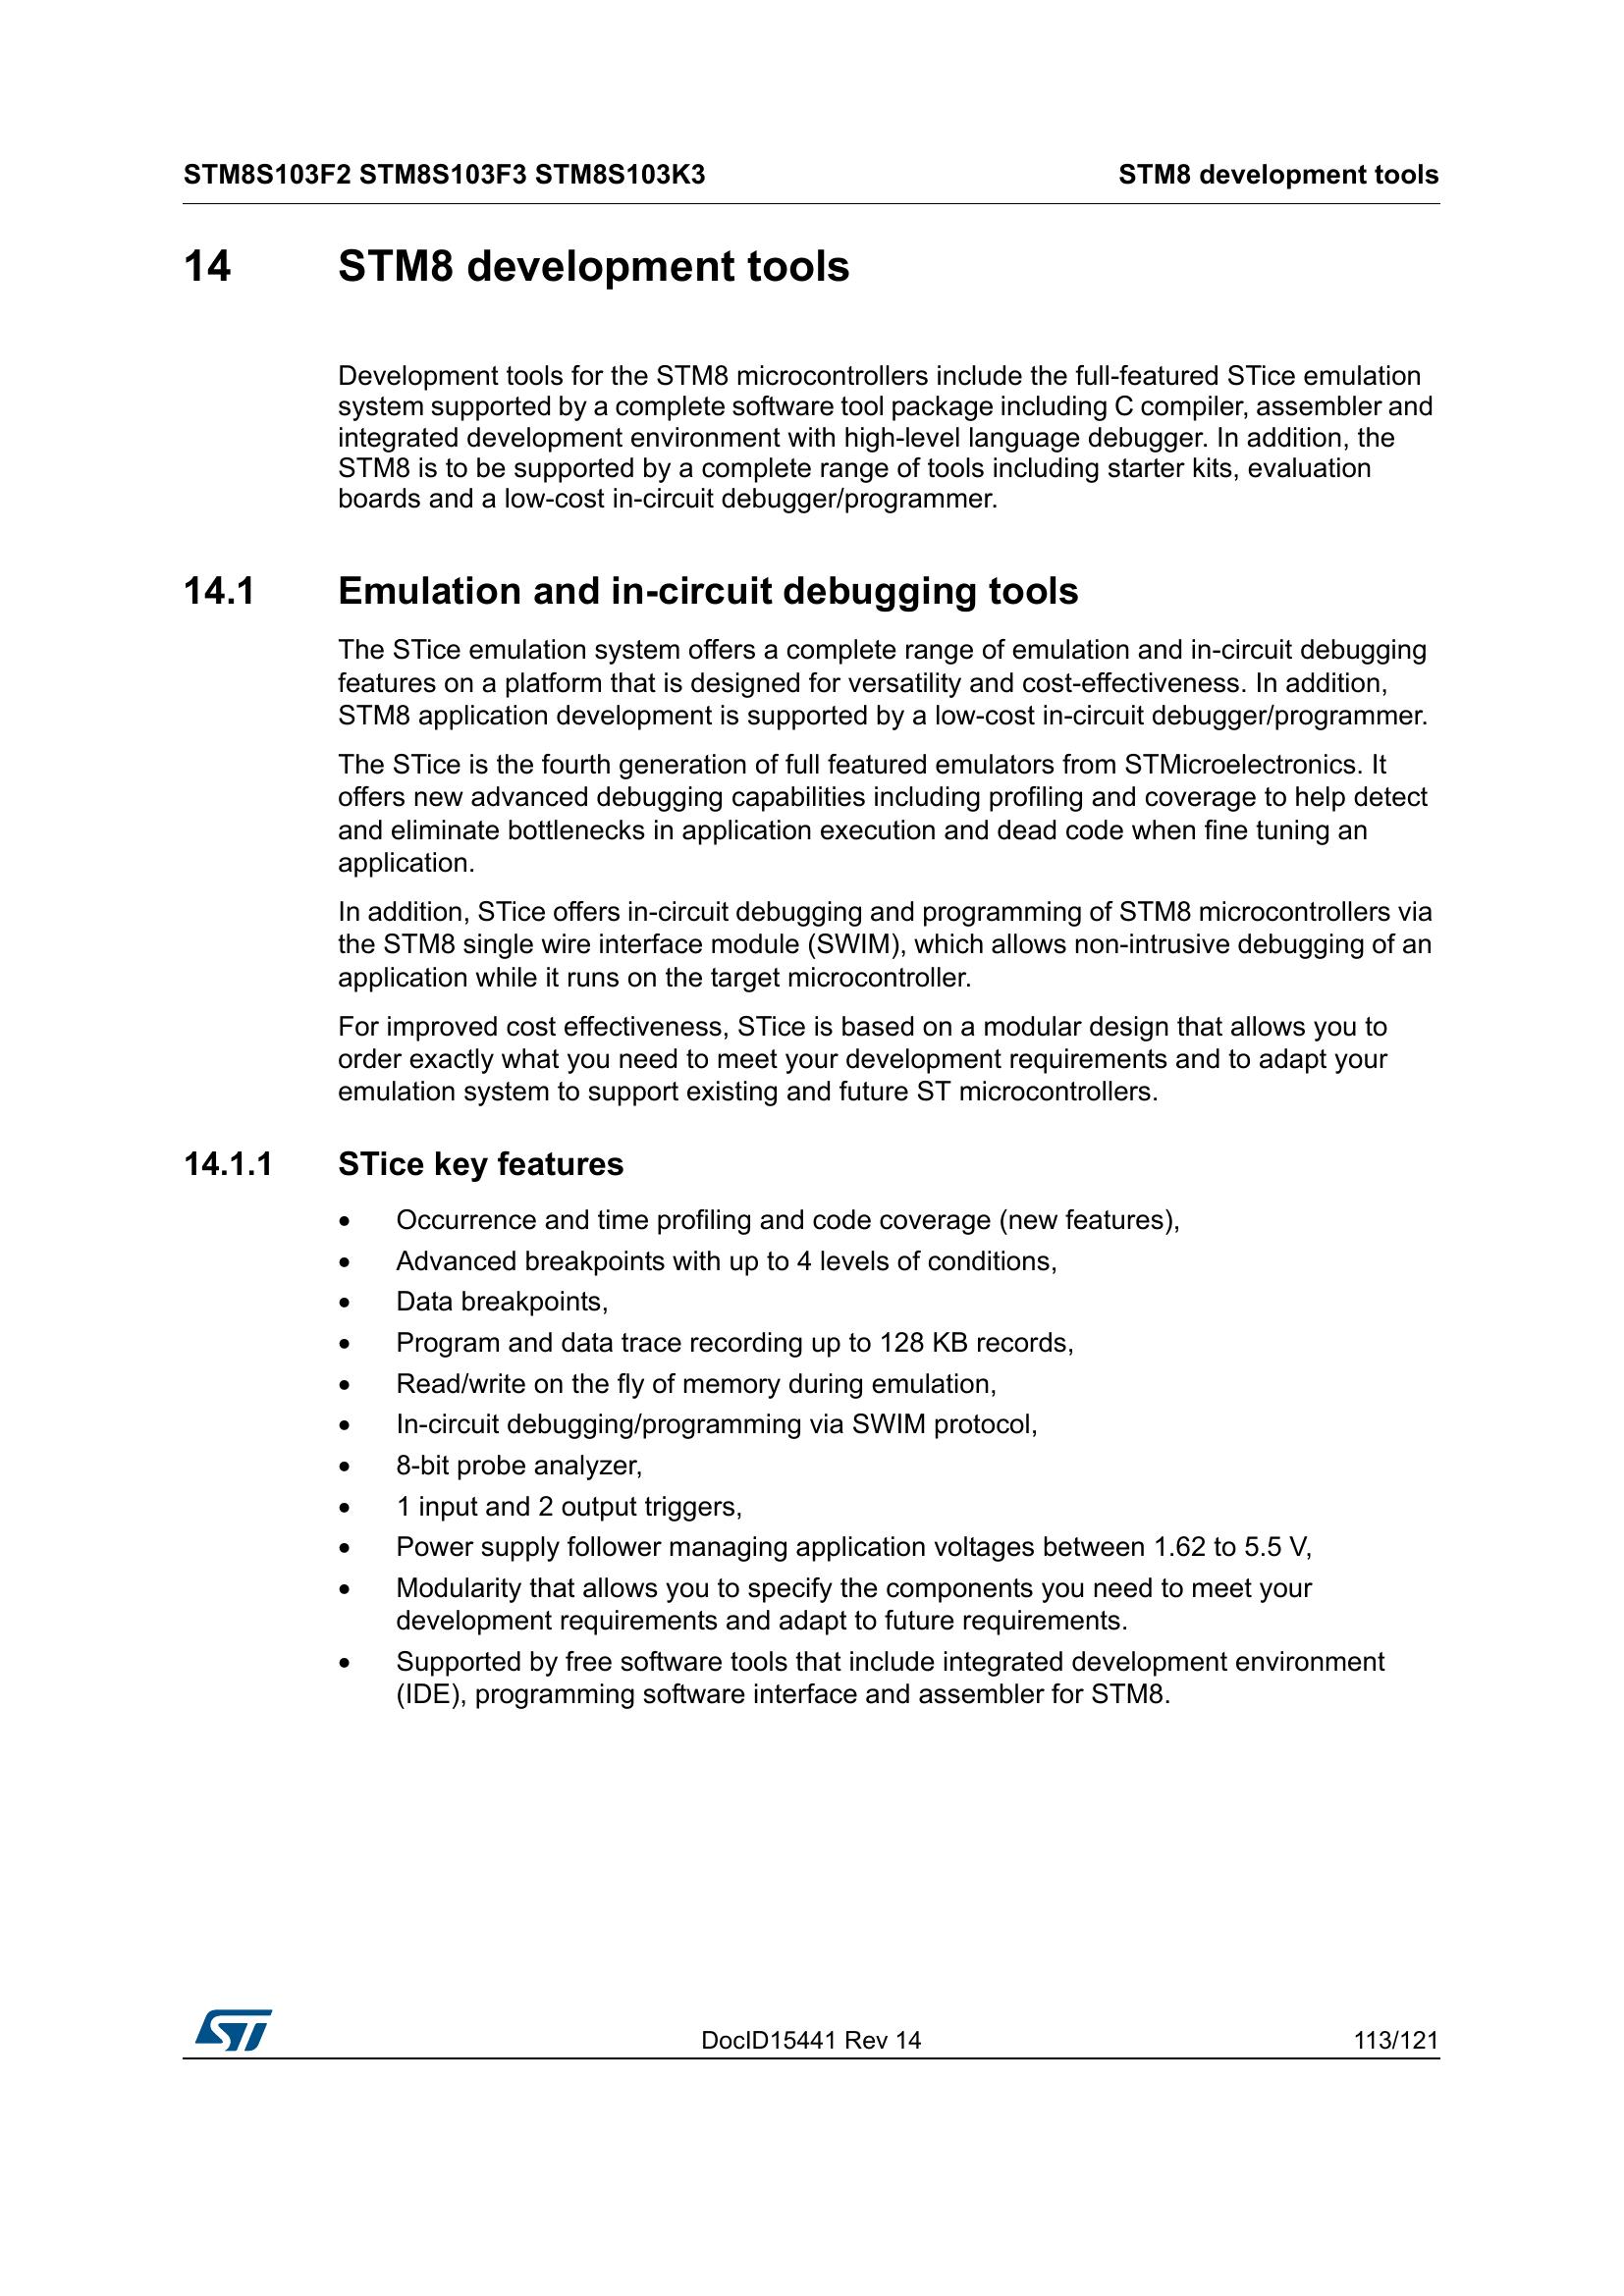 STM8S103F2 STM8S103F3 STM8S103K3 STM8 development tools
14 STM8 development tools
Development tools for the STM8 microcontrollers include the full-featured STice emulation
system supported by a complete software tool package including C compiler, assembler and
integrated development environment with high-level language debugger. In addition, the
STM8 is to be supported by a complete range of tools including starter kits, evaluation
boards and a low-cost in-circuit debugger/programmer.
14.1 Emulation and in-circuit debugging tools
The STice emulation system offers a complete range of emulation and in-circuit debugging
features on a platform that is designed for versatility and cost-effectiveness. In addition,
STM8 application development is supported by a low-cost in-circuit debugger/programmer.
The STice is the fourth generation of full featured emulators from STMicroelectronics. It
offers new advanced debugging capabilities including profiling and coverage to help detect
and eliminate bottlenecks in application execution and dead code when fine tuning an
application.
In addition, STice offers in-circuit debugging and programming of STM8 microcontrollers via
the STM8 single wire interface module (SWIM), which allows non-intrusive debugging of an
application while it runs on the target microcontroller.
For improved cost effectiveness, STice is based on a modular design that allows you to
order exactly what you need to meet your development requirements and to adapt your
emulation system to support existing and future ST microcontrollers.
14.1.1 STice key features
• Occurrence and time profiling and code coverage (new features),
• Advanced breakpoints with up to 4 levels of conditions,
• Data breakpoints,
• Program and data trace recording up to 128 KB records,
• Read/write on the fly of memory during emulation,
• In-circuit debugging/programming via SWIM protocol,
• 8-bit probe analyzer,
• 1 input and 2 output triggers,
• Power supply follower managing application voltages between 1.62 to 5.5 V,
• Modularity that allows you to specify the components you need to meet your
development requirements and adapt to future requirements.
• Supported by free software tools that include integrated development environment
(IDE), programming software interface and assembler for STM8.
ST
DocID15441 Rev 14 113/121